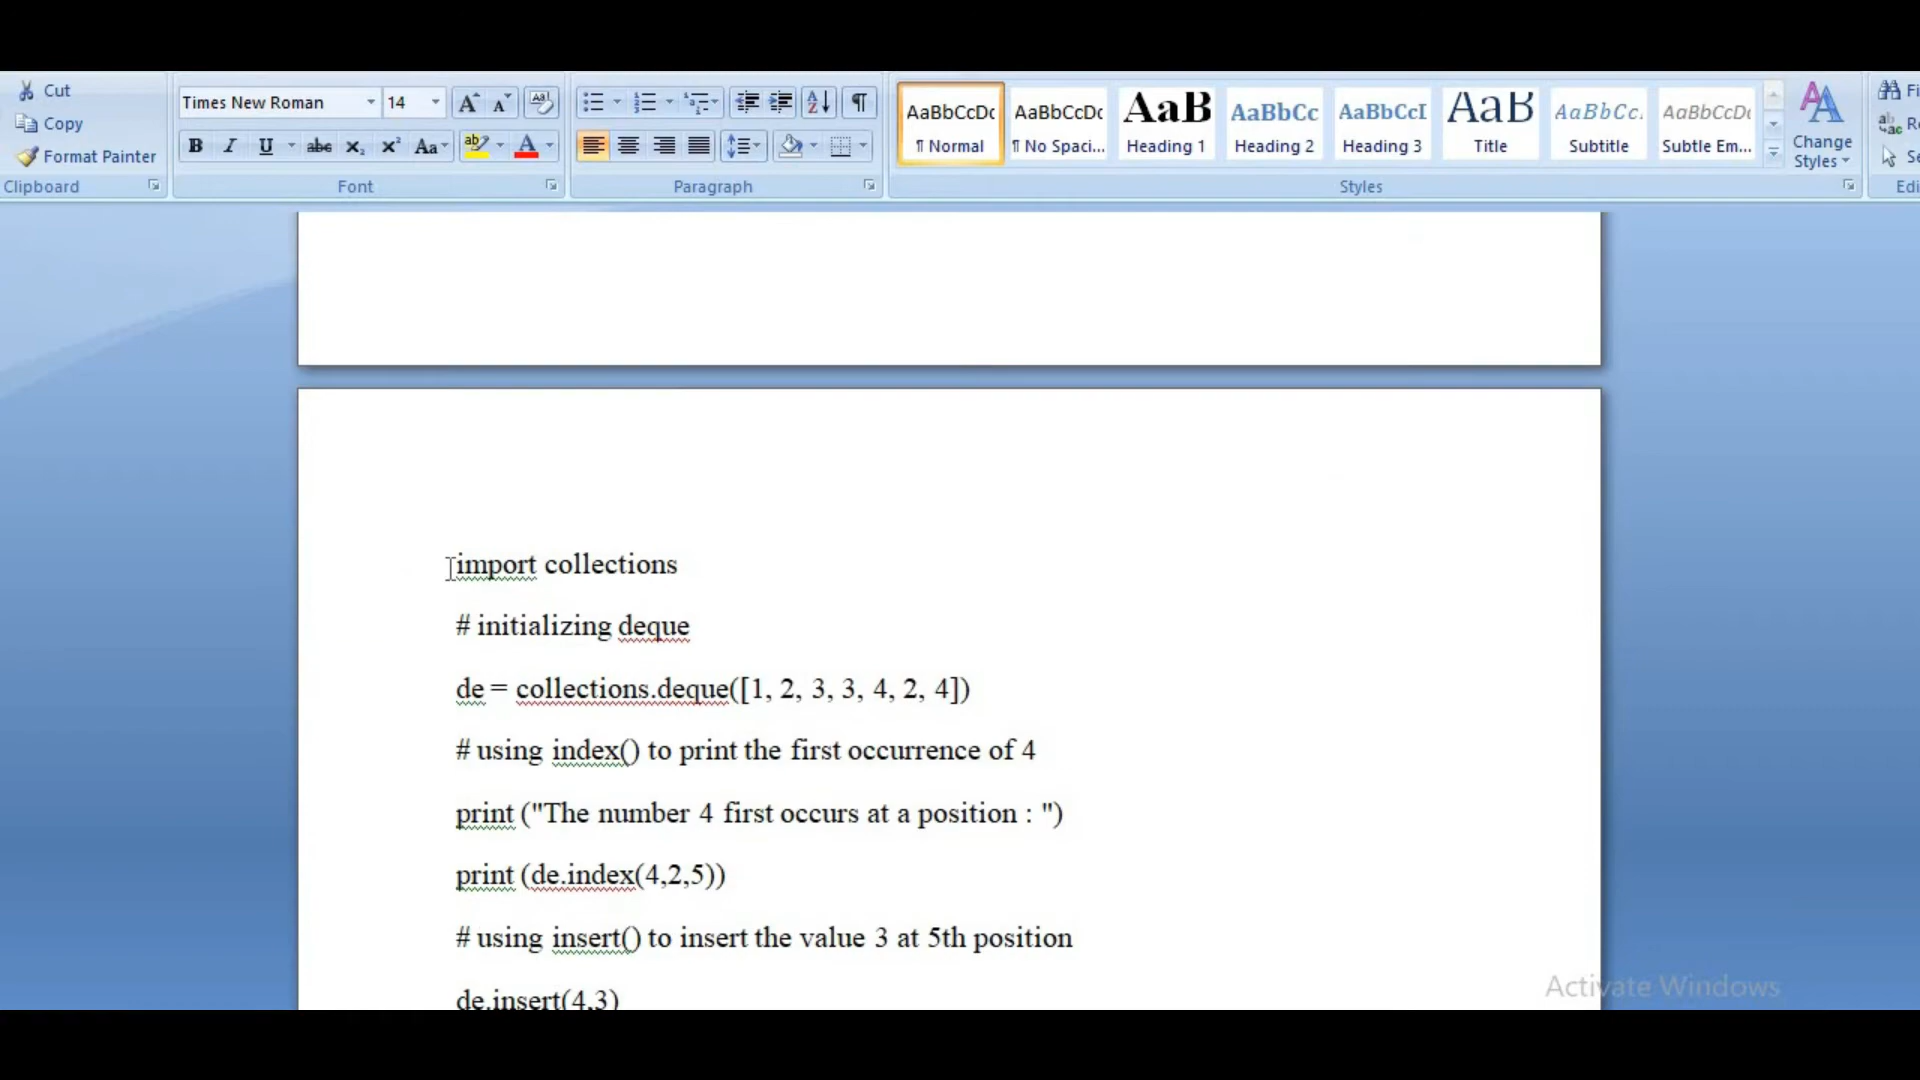 Cut
Copy
Format Painter
Clipboard
Times New Roman
14
Font
Paragraph
AaBbCcDc
¶ Normal
AaBbCcDc
¶ No Spaci...
AaB
Heading 1
AaBbCc
Heading 2
AaBbCcI
Heading 3
AaB
Title
AaBbCc.
Subtitle
AaBbCcDc
Subtle Em...
Change
Styles
Styles
import collections
# initializing deque
de = collections.deque([1, 2, 3, 3, 4, 2, 4])
# using index() to print the first occurrence of 4
print ("The number 4 first occurs at a position : ")
print (de.index(4,2,5))
# using insert() to insert the value 3 at 5th position
de.insert(4,3)
Activate Windows